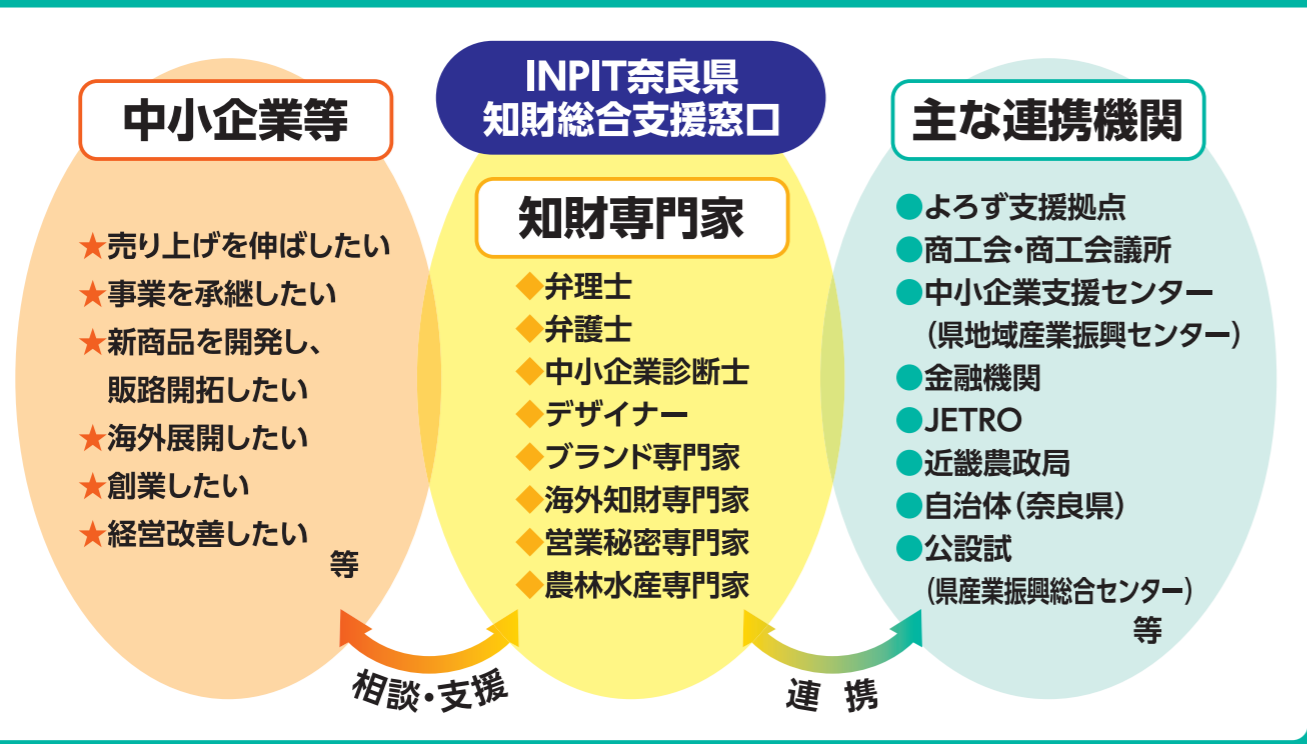 中小企業等
★売り上げを伸ばしたい
★事業を承継したい
★新商品を開発し、
販路開拓したい
★海外展開したい
★創業したい
★経営改善したい
等
INPIT奈良県
知財総合支援窓口
知財専門家
◆弁理士
◆弁護士
◆中小企業診断士
◆デザイナー
◆ブランド専門家
◆海外知財専門家
◆営業秘密専門家
◆農林水産専門家
主な連携機関
●よろず支援拠点
●商工会・商工会議所
●中小企業支援センター
(県地域産業振興センター)
●金融機関
●JETRO
●近畿農政局
●自治体(奈良県)
●公設試
(県産業振興総合センター)
等
相談・支援
連携